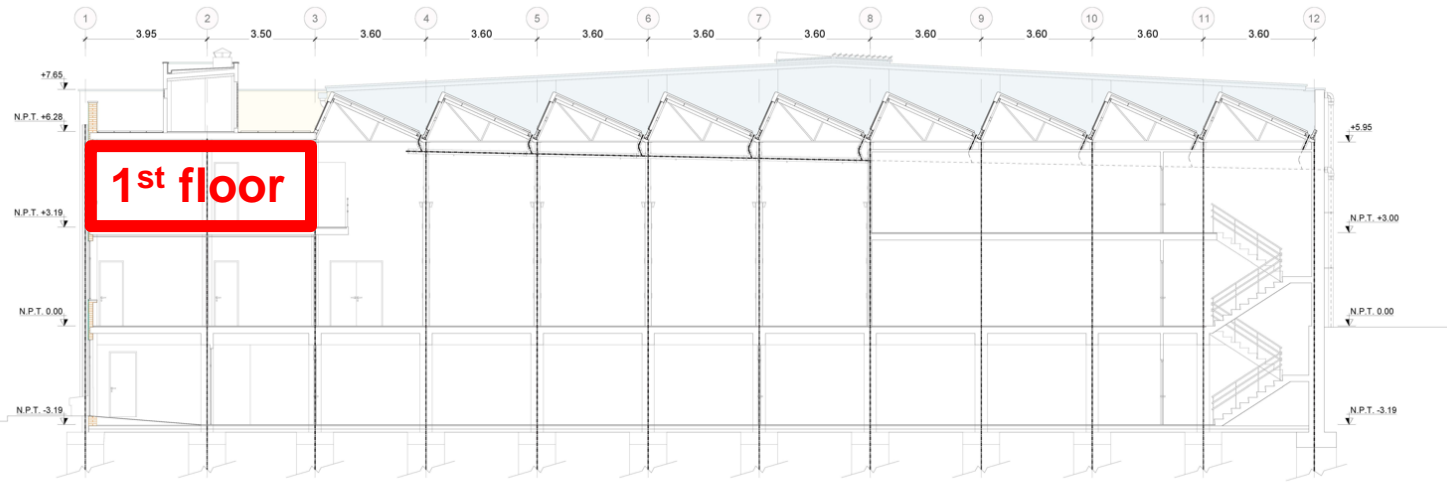 1 2 3 4 5 6 7 8 9 10 11 12
3.95 3.50 3.60 3.60 3.60 3.60 3.60 3.60 3.60 3.60 3.60
+7.65
N.P.T. +6.28
+5.95
1st floor
N.P.T. +3.19
N.P.T. +3.00
N.P.T. 0.00
N.P.T. 0.00
N.P.T. -3.19
N.P.T. -3.19